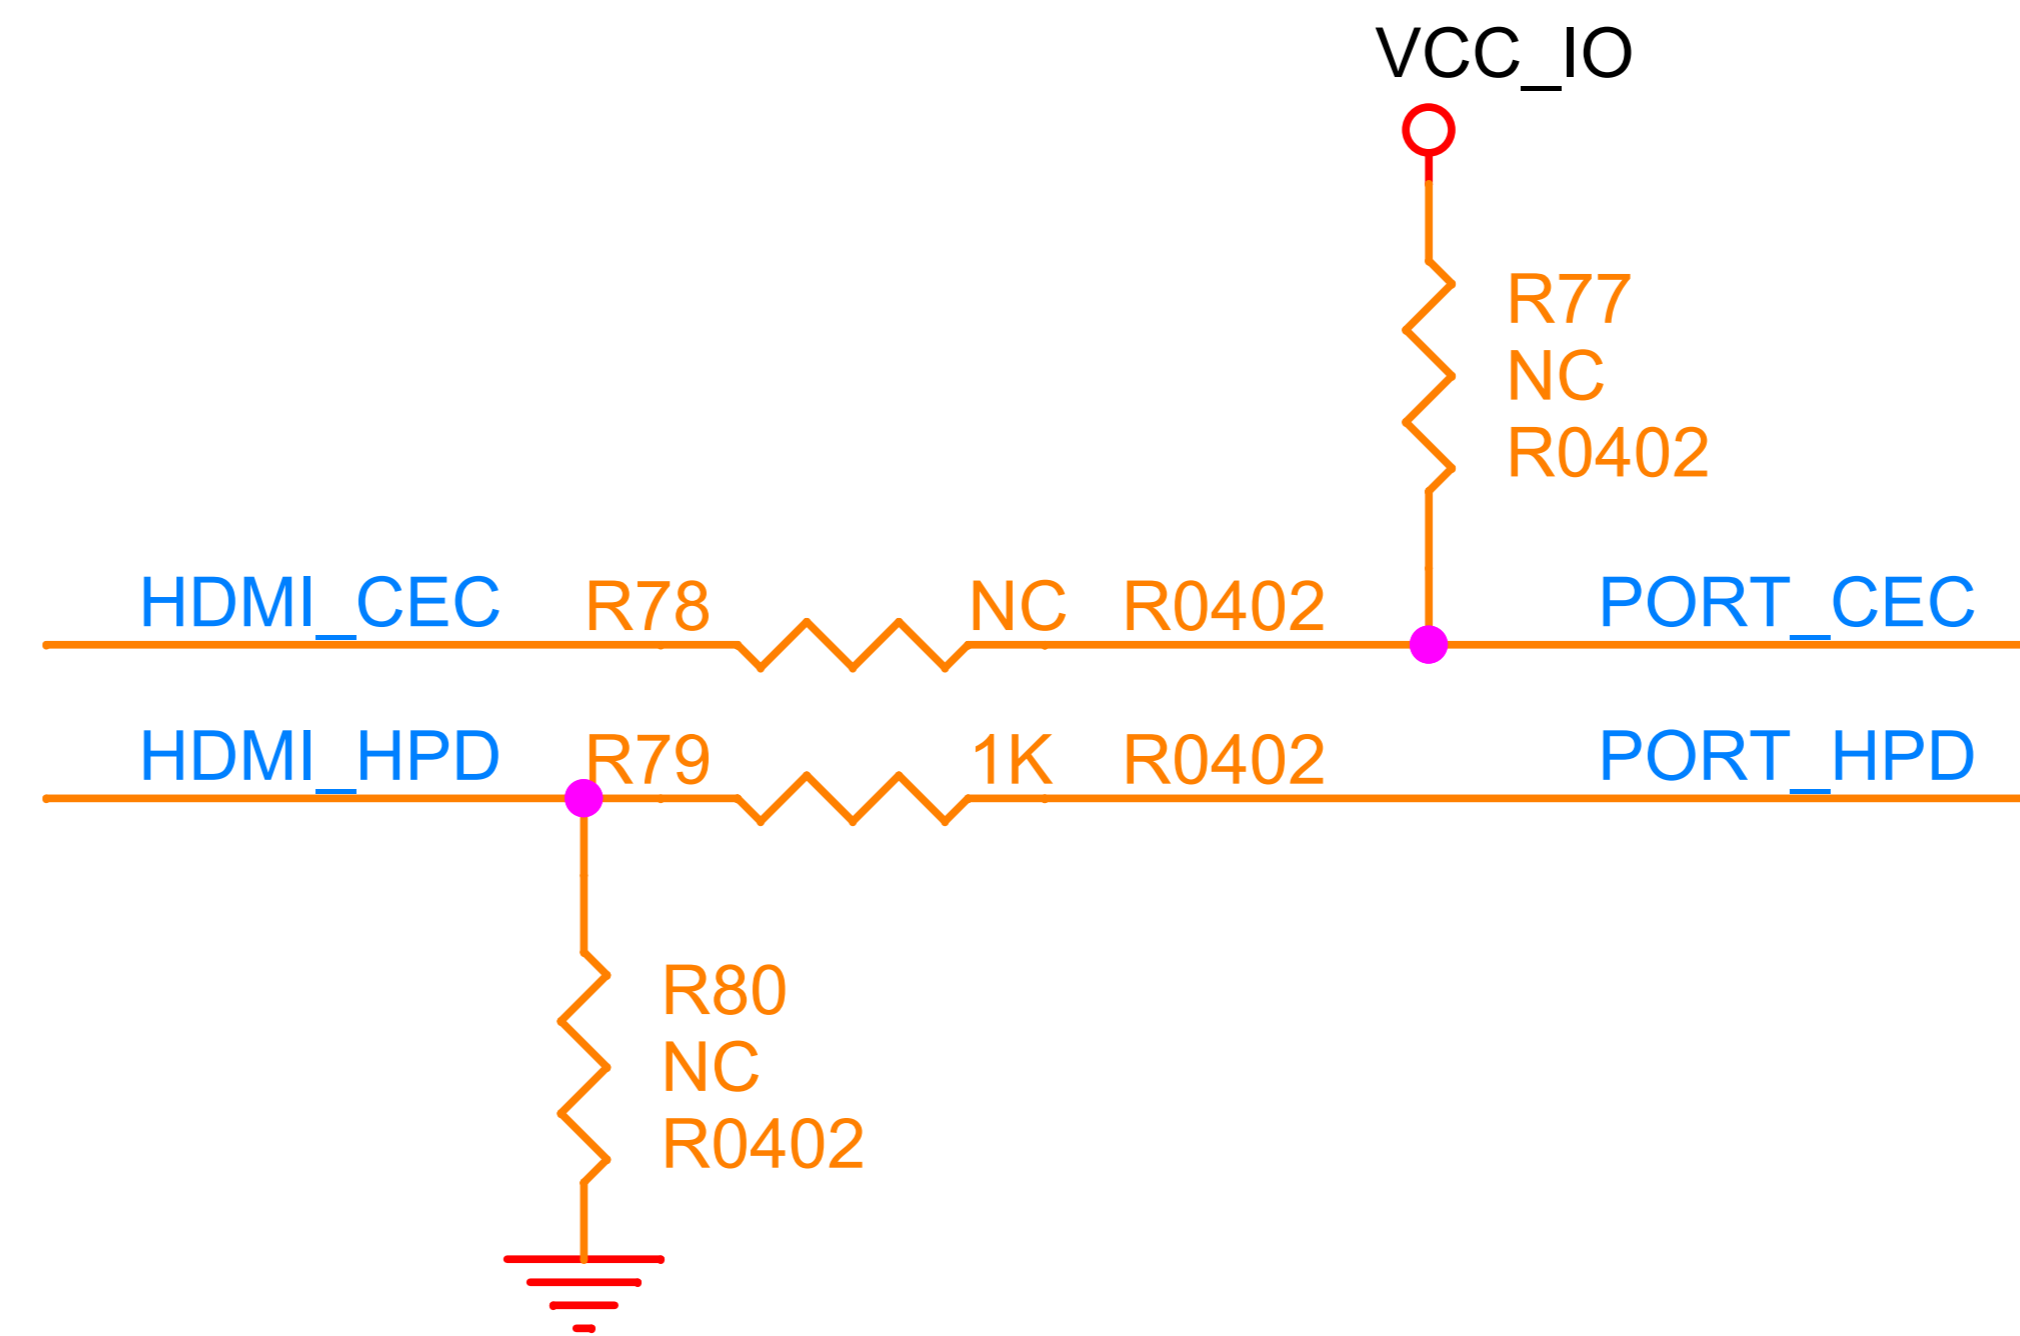 VCC_IO
R77
NC
R0402
HDMI_CEC R78 NC R0402 PORT_CEC
HDMI_HPD R79 1K R0402 PORT_HPD
R80
NC
R0402